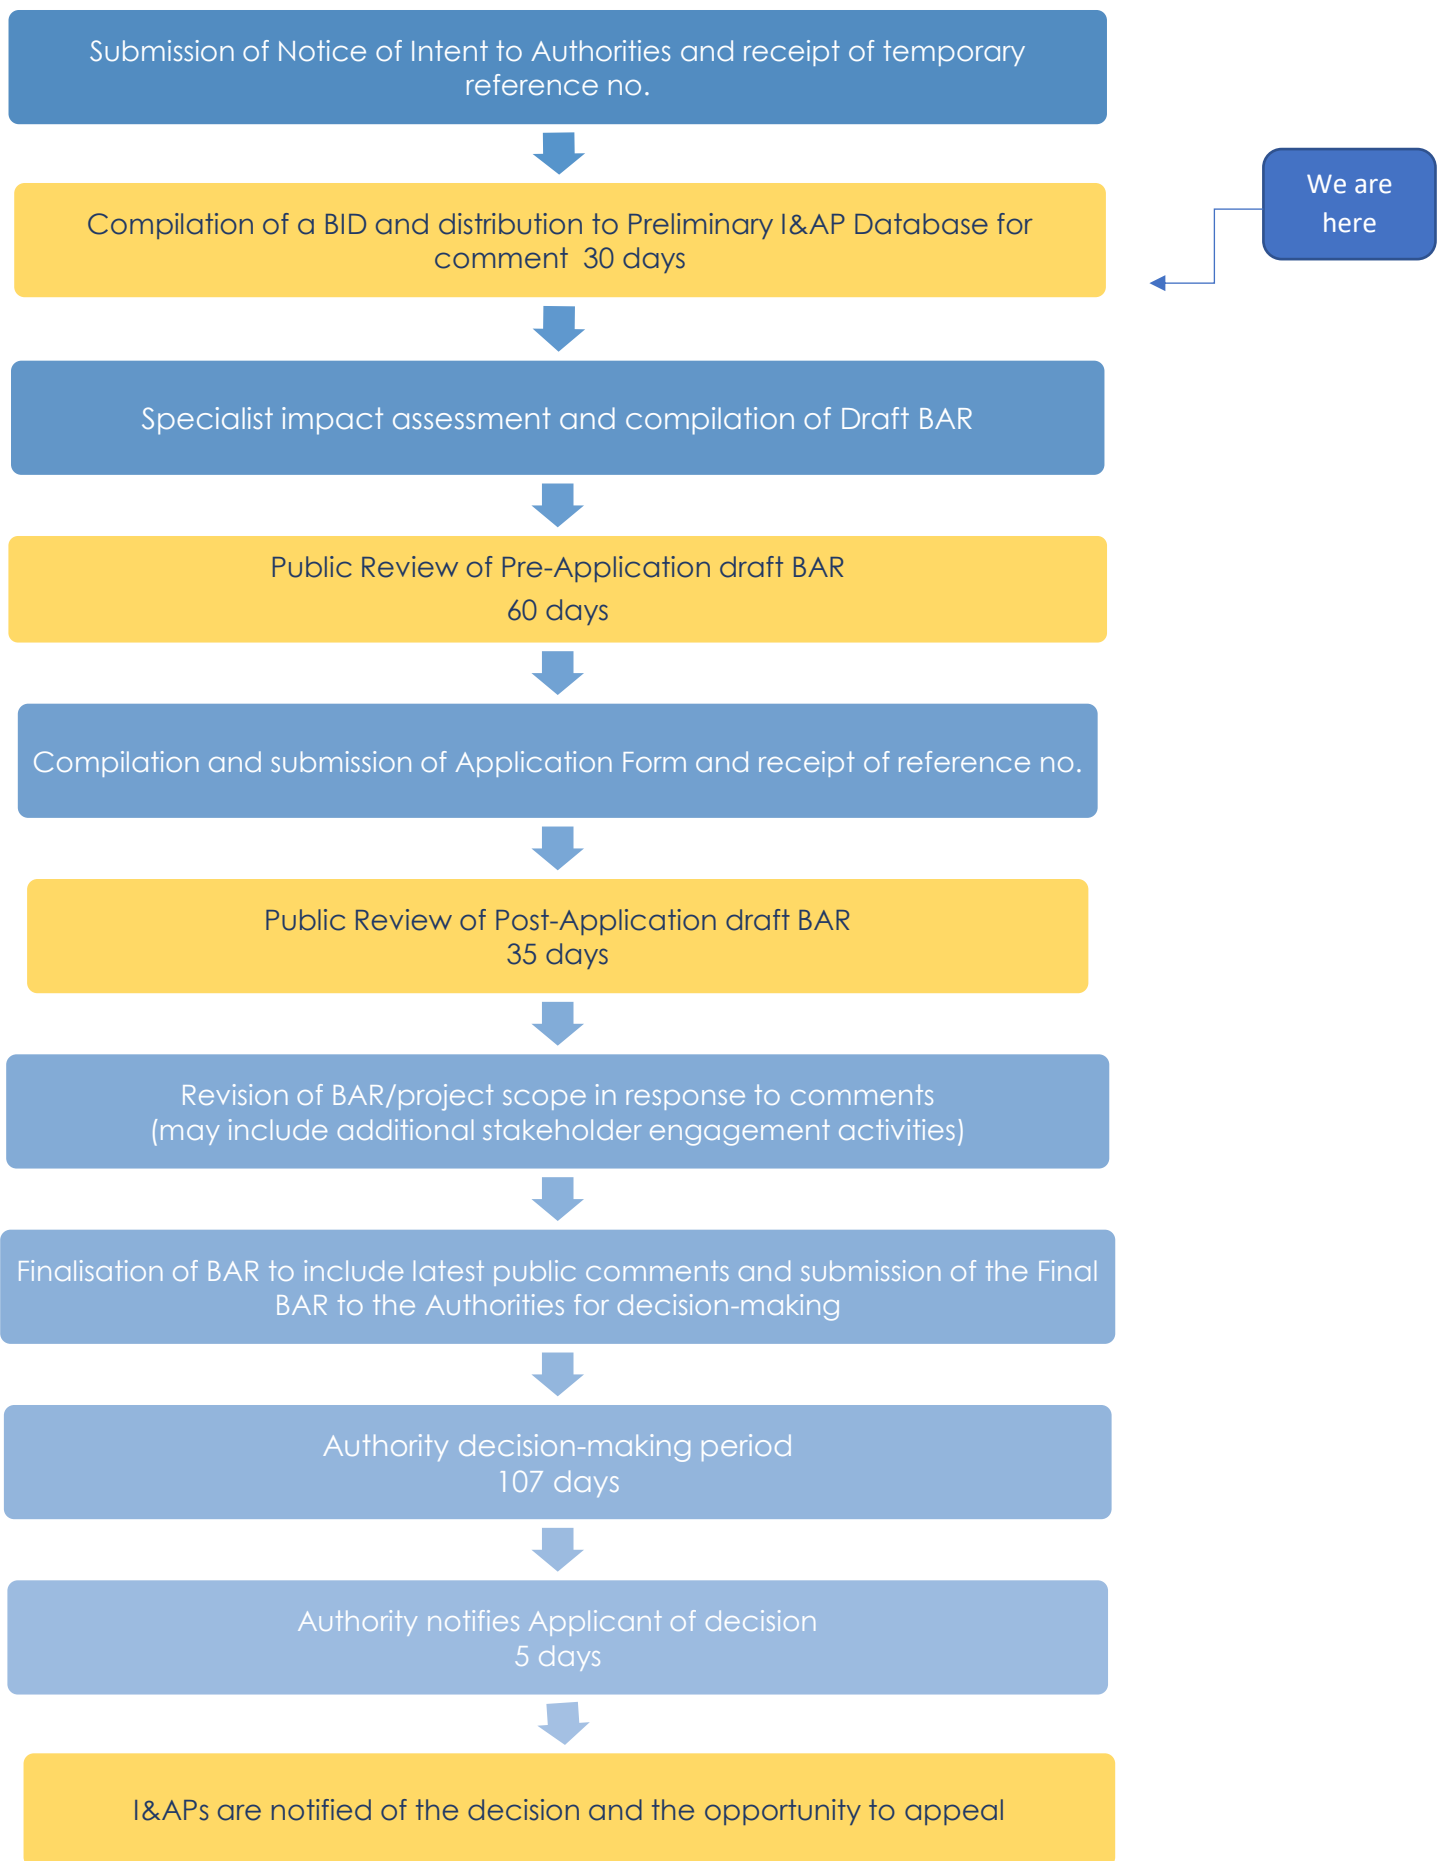 Submission of Notice of Intent to Authorities and receipt of temporary
reference no.
We are
here
Compilation of a BID and distribution to Preliminary I&AP Database for
comment  30 days
Specialist impact assessment and compilation of Draft BAR
Public Review of Pre-Application draft BAR
60 days
Compilation and submission of Application Form and receipt of reference no.
Public Review of Post-Application draft BAR
35 days
Revision of BAR/project scope in response to comments
(may include additional stakeholder engagement activities)
Finalisation of BAR to include latest public comments and submission of the Final
BAR to the Authorities for decision-making
Authority decision-making period
107 days
Authority notifies Applicant of decision
5 days
I&APs are notified of the decision and the opportunity to appeal